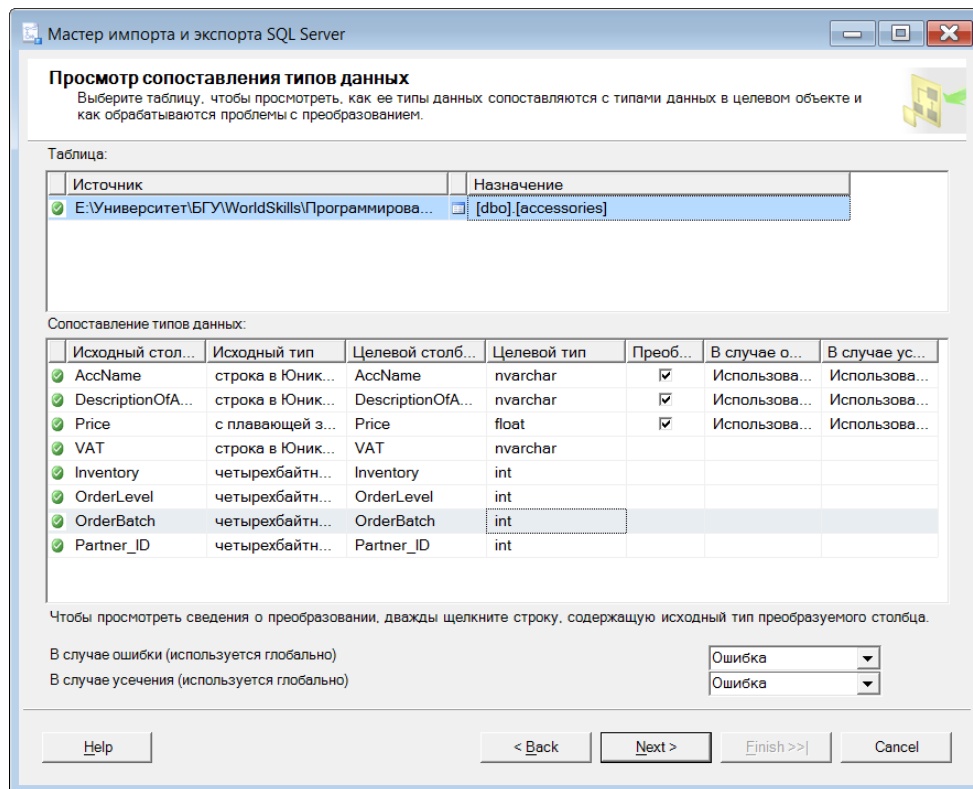 Мастер импорта и экспорта SQL Server
Просмотр сопоставления типов данных
Выберите таблицу, чтобы просмотреть, как ее типы данных сопоставляются с типами данных в целевом объекте и
как обрабатываются проблемы с преобразованием.
Таблица:
Источник Назначение
E:\Университет\БГУ\WorldSkills\Программирова... [dbo].[accessories]
Сопоставление типов данных:
Исходный стол... Исходный тип Целевой столб... Целевой тип Преоб... В случае о... В случае ус...
AccName строка в Юник... AccName nvarchar Использова... Использова...
DescriptionOfA... строка в Юник... DescriptionOfA... nvarchar Использова... Использова...
Price с плавающей з... Price float Использова... Использова...
VAT строка в Юник... VAT nvarchar
Inventory четырехбайтн... Inventory int
OrderLevel четырехбайтн... OrderLevel int
OrderBatch четырехбайтн... OrderBatch int
Partner_ID четырехбайтн... Partner_ID int
Чтобы просмотреть сведения о преобразовании, дважды щелкните строку, содержащую исходный тип преобразуемого столбца.
В случае ошибки (используется глобально) Ошибка
В случае усечения (используется глобально) Ошибка
Help < Back Next > Finish >>| Cancel